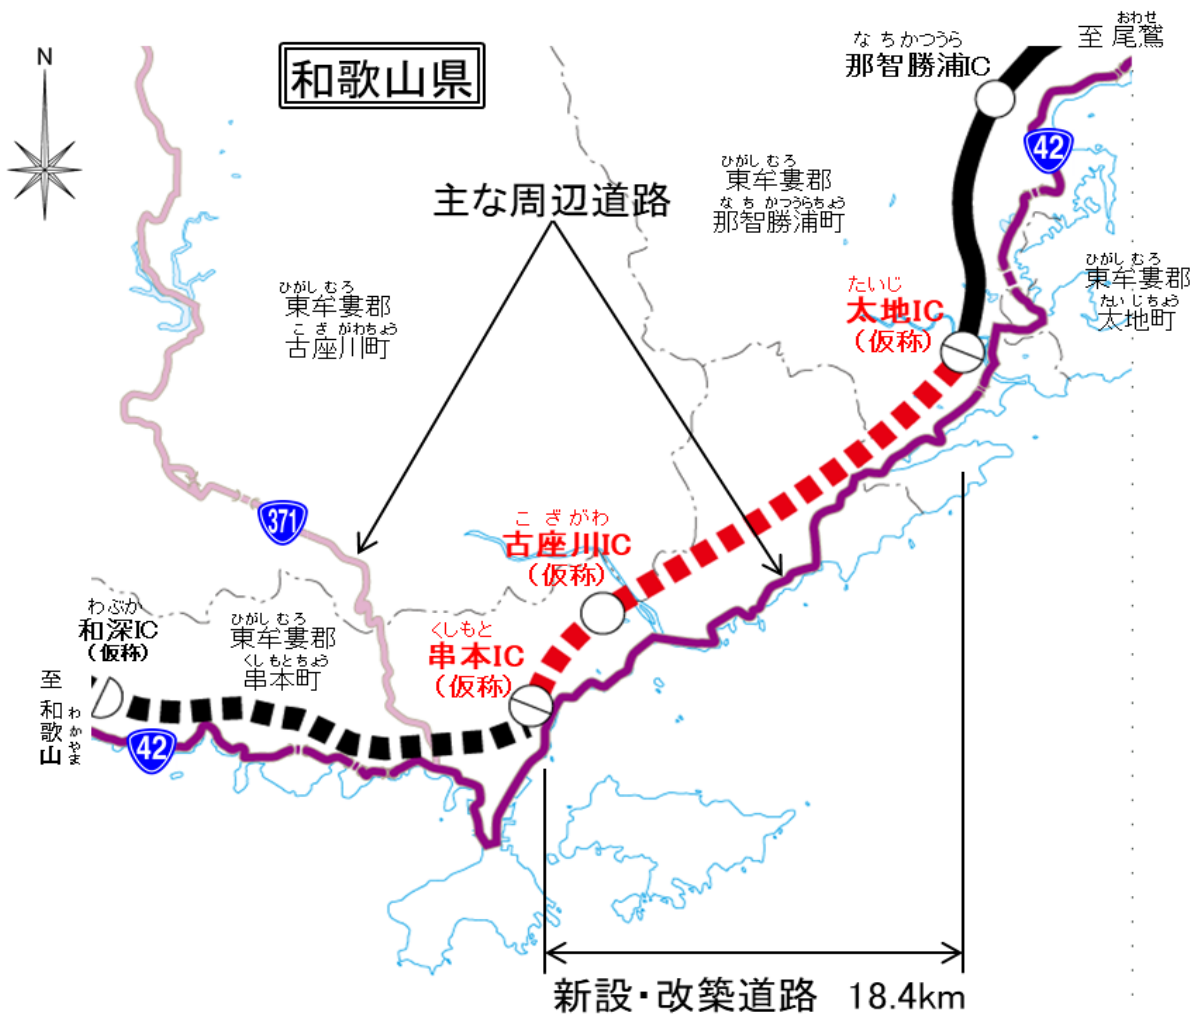 N
和歌山県
おわせ
至 尾鷲
なちかつうら
那智勝浦IC
42
ひがしむろ
東牟婁郡
なちかつうらちょう
那智勝浦町
主な周辺道路
ひがしむろ
東牟婁郡
たいじちょう
太地町
たいじ
太地IC
(仮称)
ひがしむろ
東牟婁郡
こざがわちょう
古座川町
371
こざがわ
古座川IC
(仮称)
わぶか
和深IC
(仮称)
ひがしむろ
東牟婁郡
くしもとちょう
串本町
くしもと
串本IC
(仮称)
至 和歌山
わかやま
42
新設・改築道路 18.4km